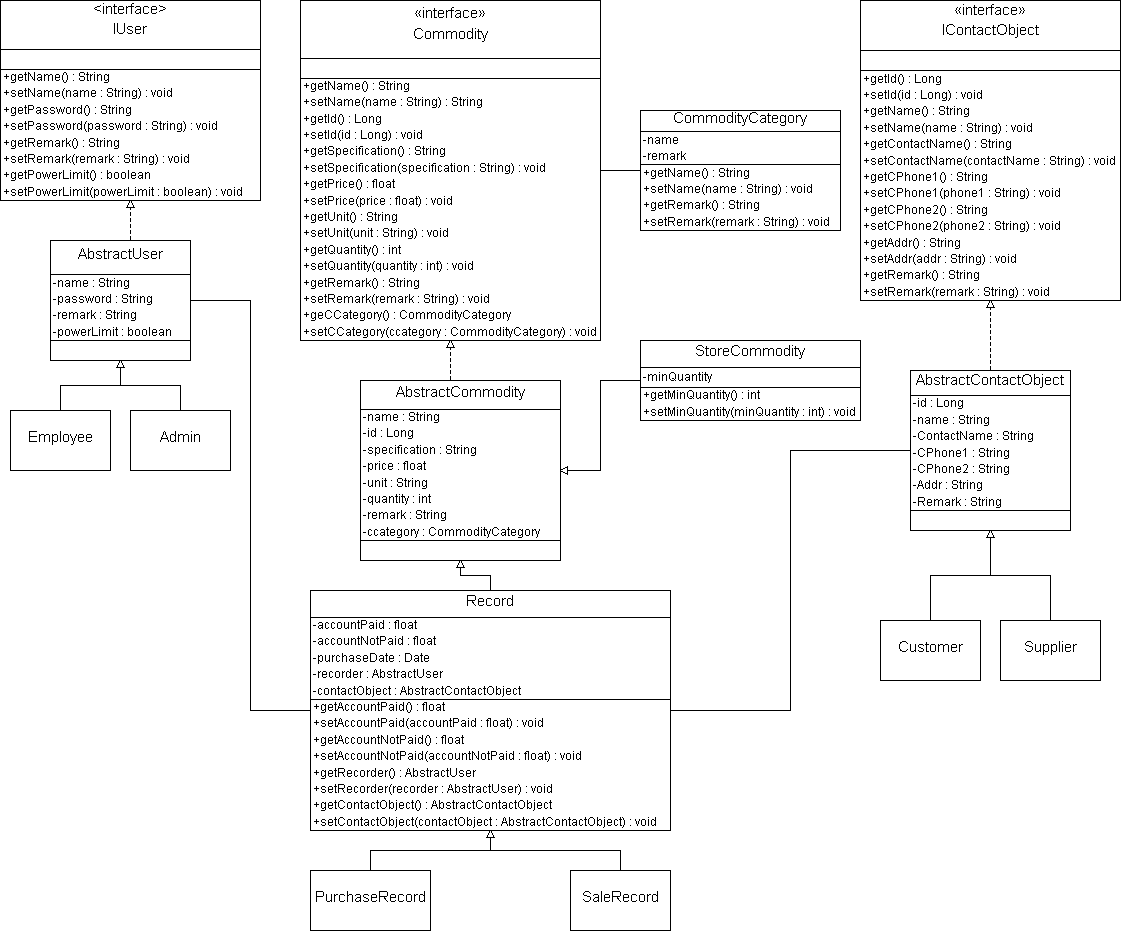 <interface>
IUser
+getName() : String
+setName(name : String) : void
+getPassword() : String
+setPassword(password : String) : void
+getRemark() : String
+setRemark(remark : String) : void
+getPowerLimit() : boolean
+setPowerLimit(powerLimit : boolean) : void
AbstractUser
-name : String
-password : String
-remark : String
-powerLimit : boolean
Employee
Admin
«interface»
Commodity
+getName() : String
+setName(name : String) : String
+getId() : Long
+setId(id : Long) : void
+getSpecification() : String
+setSpecification(specification : String) : void
+getPrice() : float
+setPrice(price : float) : void
+getUnit() : String
+setUnit(unit : String) : void
+getQuantity() : int
+setQuantity(quantity : int) : void
+getRemark() : String
+setRemark(remark : String) : void
+geCCategory() : CommodityCategory
+setCCategory(ccategory : CommodityCategory) : void
CommodityCategory
-name
-remark
+getName() : String
+setName(name : String) : void
+getRemark() : String
+setRemark(remark : String) : void
StoreCommodity
-minQuantity
+getMinQuantity() : int
+setMinQuantity(minQuantity : int) : void
AbstractCommodity
-name : String
-id : Long
-specification : String
-price : float
-unit : String
-quantity : int
-remark : String
-ccategory : CommodityCategory
Record
-accountPaid : float
-accountNotPaid : float
-purchaseDate : Date
-recorder : AbstractUser
-contactObject : AbstractContactObject
+getAccountPaid() : float
+setAccountPaid(accountPaid : float) : void
+getAccountNotPaid() : float
+setAccountNotPaid(accountNotPaid : float) : void
+getRecorder() : AbstractUser
+setRecorder(recorder : AbstractUser) : void
+getContactObject() : AbstractContactObject
+setContactObject(contactObject : AbstractContactObject) : void
PurchaseRecord
SaleRecord
«interface»
IContactObject
+getId() : Long
+setId(id : Long) : void
+getName() : String
+setName(name : String) : void
+getContactName() : String
+setContactName(contactName : String) : void
+getCPhone1() : String
+setCPhone1(phone1 : String) : void
+getCPhone2() : String
+setCPhone2(phone2 : String) : void
+getAddr() : String
+setAddr(addr : String) : void
+getRemark() : String
+setRemark(remark : String) : void
AbstractContactObject
-id : Long
-name : String
-ContactName : String
-CPhone1 : String
-CPhone2 : String
-Addr : String
-Remark : String
Customer
Supplier